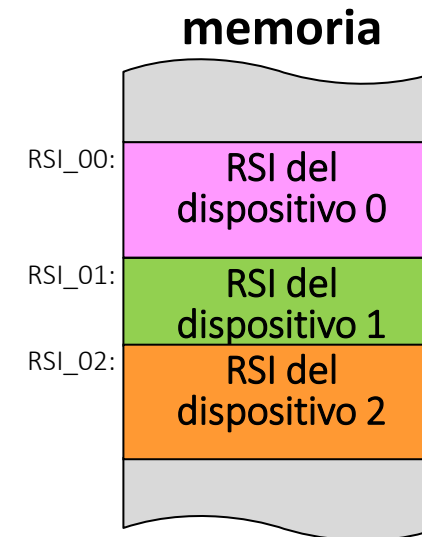 memoria
RSI_00:
RSI del
dispositivo 0
RSI_01:
RSI del
dispositivo 1
RSI_02:
RSI del
dispositivo 2